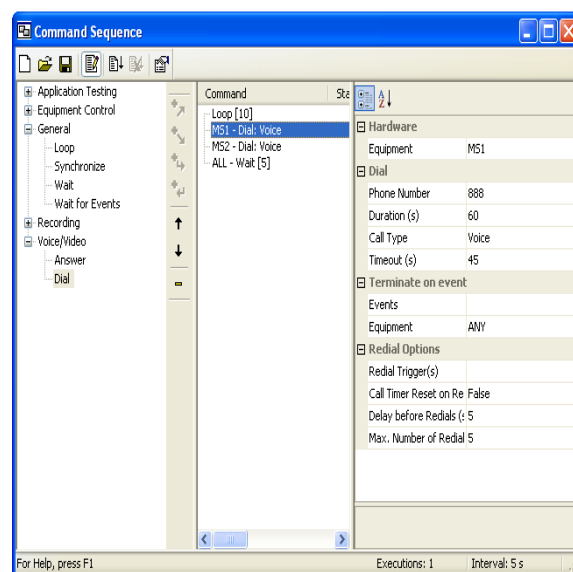 Command Sequence
Application Testing
Equipment Control
General
Loop
Synchronize
Wait
Wait for Events
Recording
Voice/Video
Answer
Dial
Command Sta
Loop [10]
MS1 - Dial: Voice
MS2 - Dial: Voice
ALL - Wait [5]
A
Z
Hardware
Equipment MS1
Dial
Phone Number 888
Duration (s) 60
Call Type Voice
Timeout (s) 45
Terminate on event
Events
Equipment ANY
Redial Options
Redial Trigger(s)
Call Timer Reset on Re False
Delay before Redials (s 5
Max. Number of Redial 5
For Help, press F1 Executions: 1 Interval: 5 s